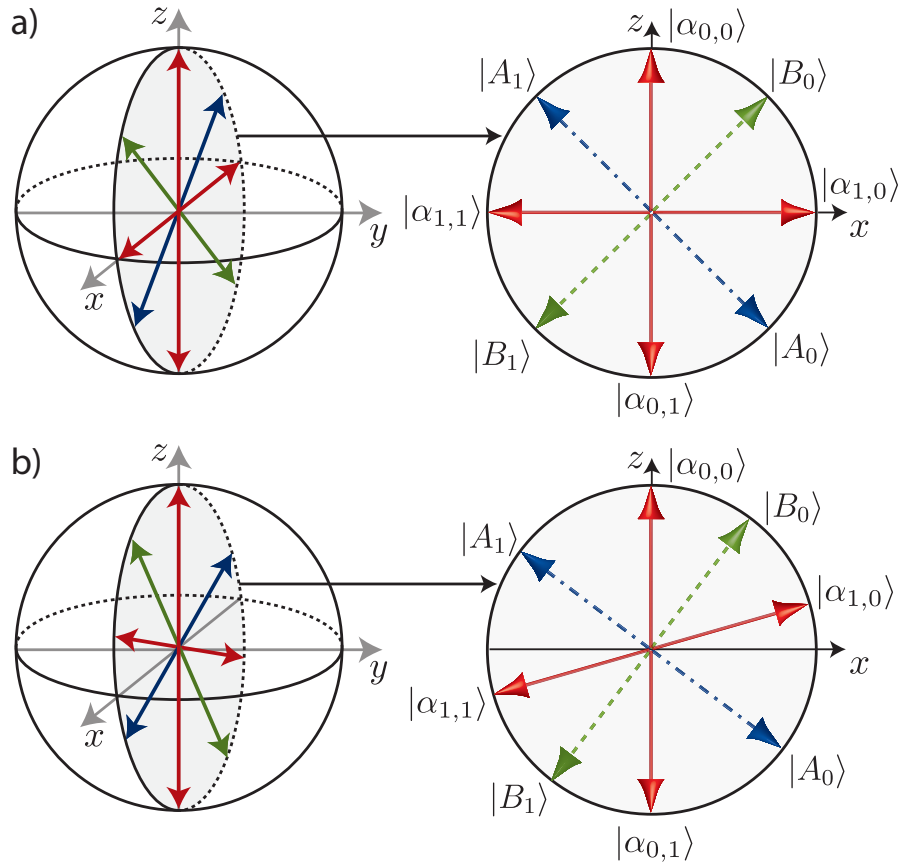 a)
z
y
x
z
|α₀,₀⟩
|A₁⟩
|B₀⟩
|α₁,₁⟩
|α₁,₀⟩
x
|B₁⟩
|A₀⟩
|α₀,₁⟩
b)
z
y
x
z
|α₀,₀⟩
|A₁⟩
|B₀⟩
|α₁,₀⟩
x
|α₁,₁⟩
|A₀⟩
|B₁⟩
|α₀,₁⟩